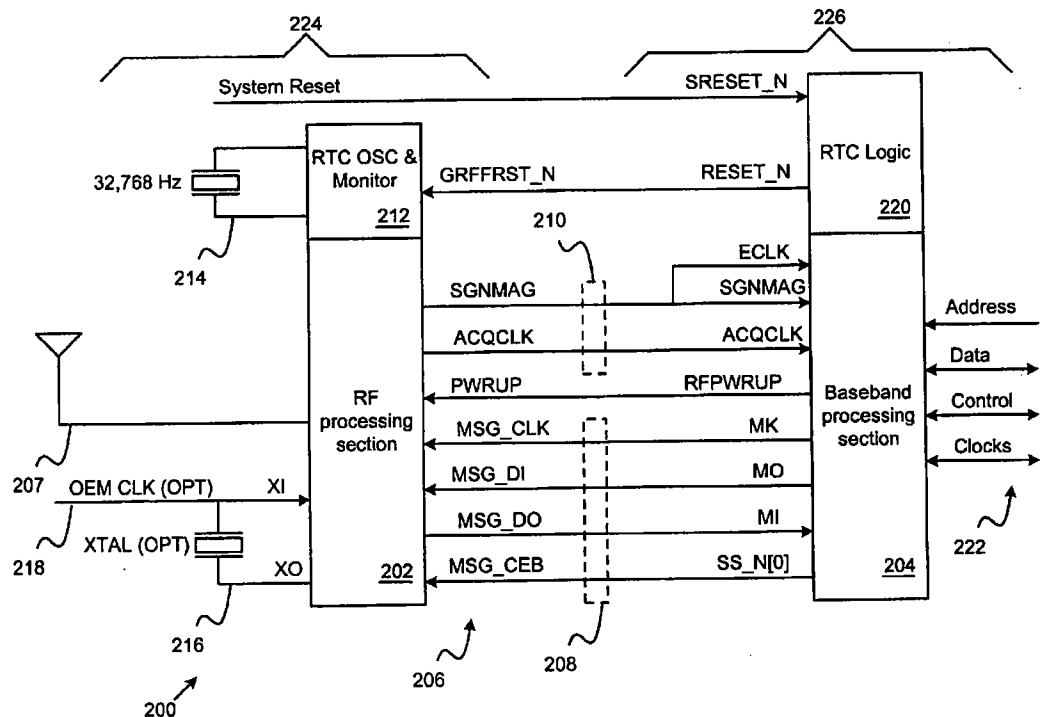 224
226
System Reset
SRESET_N
RTC OSC &
Monitor
212
32,768 Hz
214
GRFFRST_N
RESET_N
RTC Logic
220
210
ECLK
SGNMAG
SGNMAG
ACQCLK
ACQCLK
PWRUP
RFPWRUP
MSG_CLK
MK
MSG_DI
MO
MSG_DO
MI
MSG_CEB
SS_N[0]
RF
processing
section
202
Baseband
processing
section
204
Address
Data
Control
Clocks
222
207
OEM CLK (OPT)
XI
218
XTAL (OPT)
XO
216
200
206
208